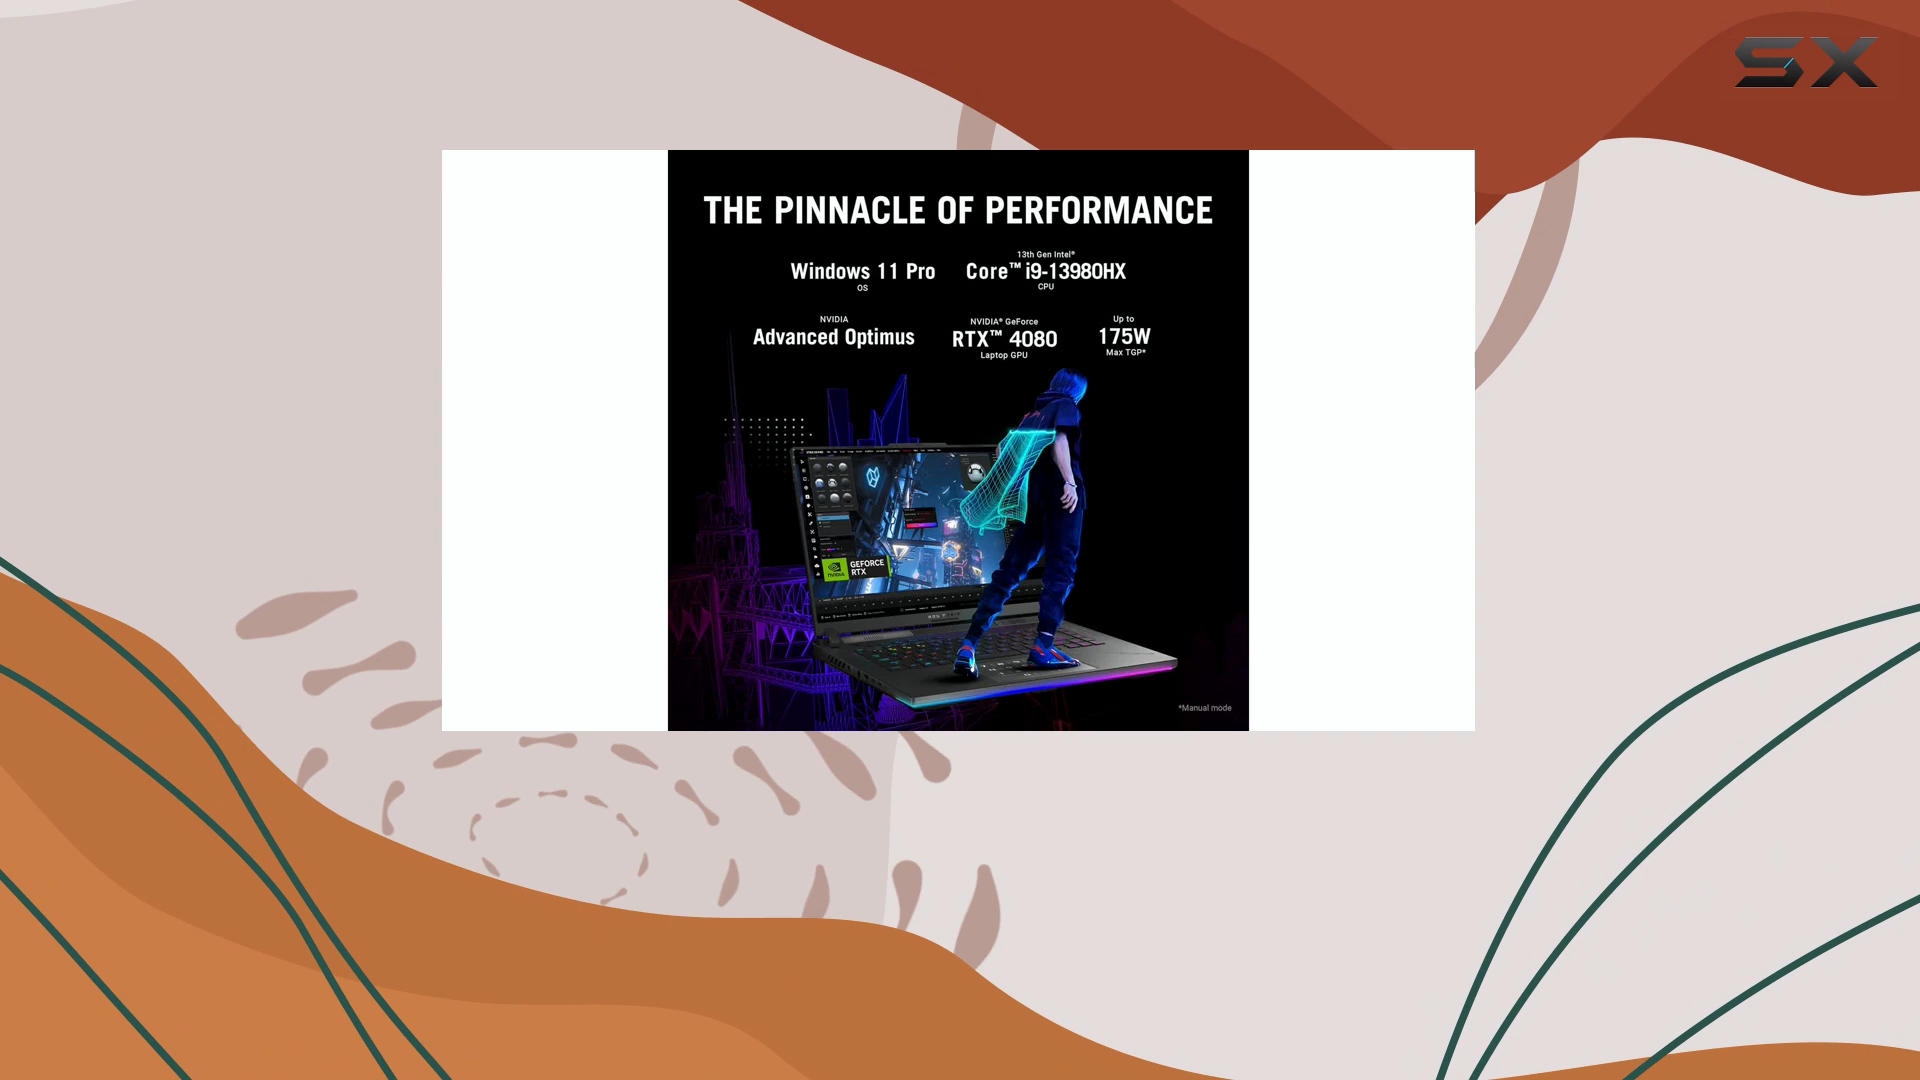 SX
THE PINNACLE OF PERFORMANCE
Windows 11 Pro
OS
13th Gen Intel®
Core™ i9-13980HX
CPU
NVIDIA
Advanced Optimus
NVIDIA® GeForce
RTX™ 4080
Laptop GPU
Up to
175W
Max TGP*
NVIDIA
GEFORCE
RTX
*Manual mode